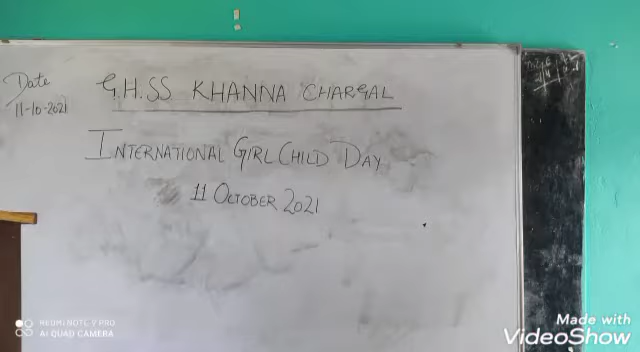 Date
11-10-2021
G.H.SS KHANNA CHARGAL
INTERNATIONAL GIRL CHILD DAY
11 OCTOBER 2021
REDMI NOTE 7 PRO
AI QUAD CAMERA
Made with
VideoShow